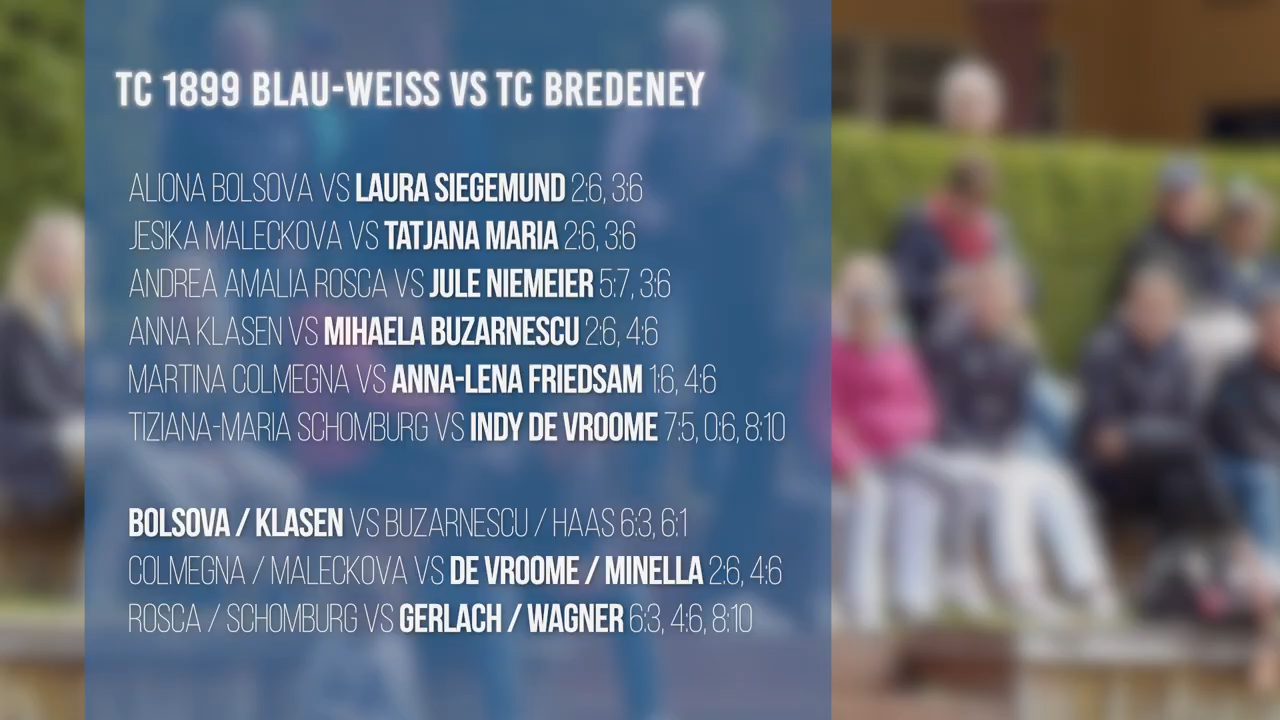 TC 1899 BLAU-WEISS VS TC BREDENEY
ALIONA BOLSOVA VS LAURA SIEGEMUND 2:6, 3:6
JESIKA MALECKOVA VS TATJANA MARIA 2:6, 3:6
ANDREA AMALIA ROSCA VS JULE NIEMEIER 5:7, 3:6
ANNA KLASEN VS MIHAELA BUZARNESCU 2:6, 4:6
MARTINA COLMEGNA VS ANNA-LENA FRIEDSAM 1:6, 4:6
TIZIANA-MARIA SCHOMBURG VS INDY DE VROOME 7:5, 0:6, 8:10
BOLSOVA / KLASEN VS BUZARNESCU / HAAS 6:3, 6:1
COLMEGNA / MALECKOVA VS DE VROOME / MINELLA 2:6, 4:6
ROSCA / SCHOMBURG VS GERLACH / WAGNER 6:3, 4:6, 8:10